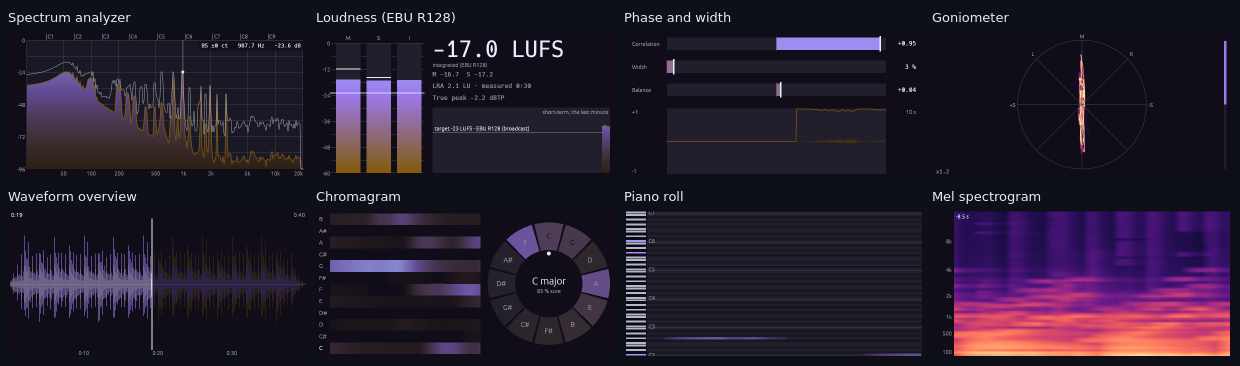 Spectrum analyzer
|C1 |C2 |C3 |C4 |C5 |C6 |C7 |C8 |C9
B5 ±0 ct 987.7 Hz -23.6 dB
0
-24
-48
-72
-96
50 100 200 500 1k 2k 5k 10k 20k
Loudness (EBU R128)
M S I
0
-12
-24
-36
-48
-60
-17.0 LUFS
integrated (EBU R128)
M -16.7 S -17.2
LRA 2.1 LU · measured 0:30
True peak -2.2 dBTP
short-term, the last minute
target -23 LUFS · EBU R128 (broadcast)
Phase and width
Correlation +0.95
Width 3 %
Balance +0.04
+1 10 s
-1
Goniometer
M
L R
+S -S
x1.2
Waveform overview
0:19 0:40
0:10 0:20 0:30
Chromagram
B
A#
A
G#
G
F#
F
E
D#
D
C#
C
C
G
D
A
E
B
F#
C#
G#
D#
A#
F
C major
85 % sure
Piano roll
C7
C6
C5
C4
C3
C2
Mel spectrogram
-8.5 s
8k
4k
2k
1k
500
100